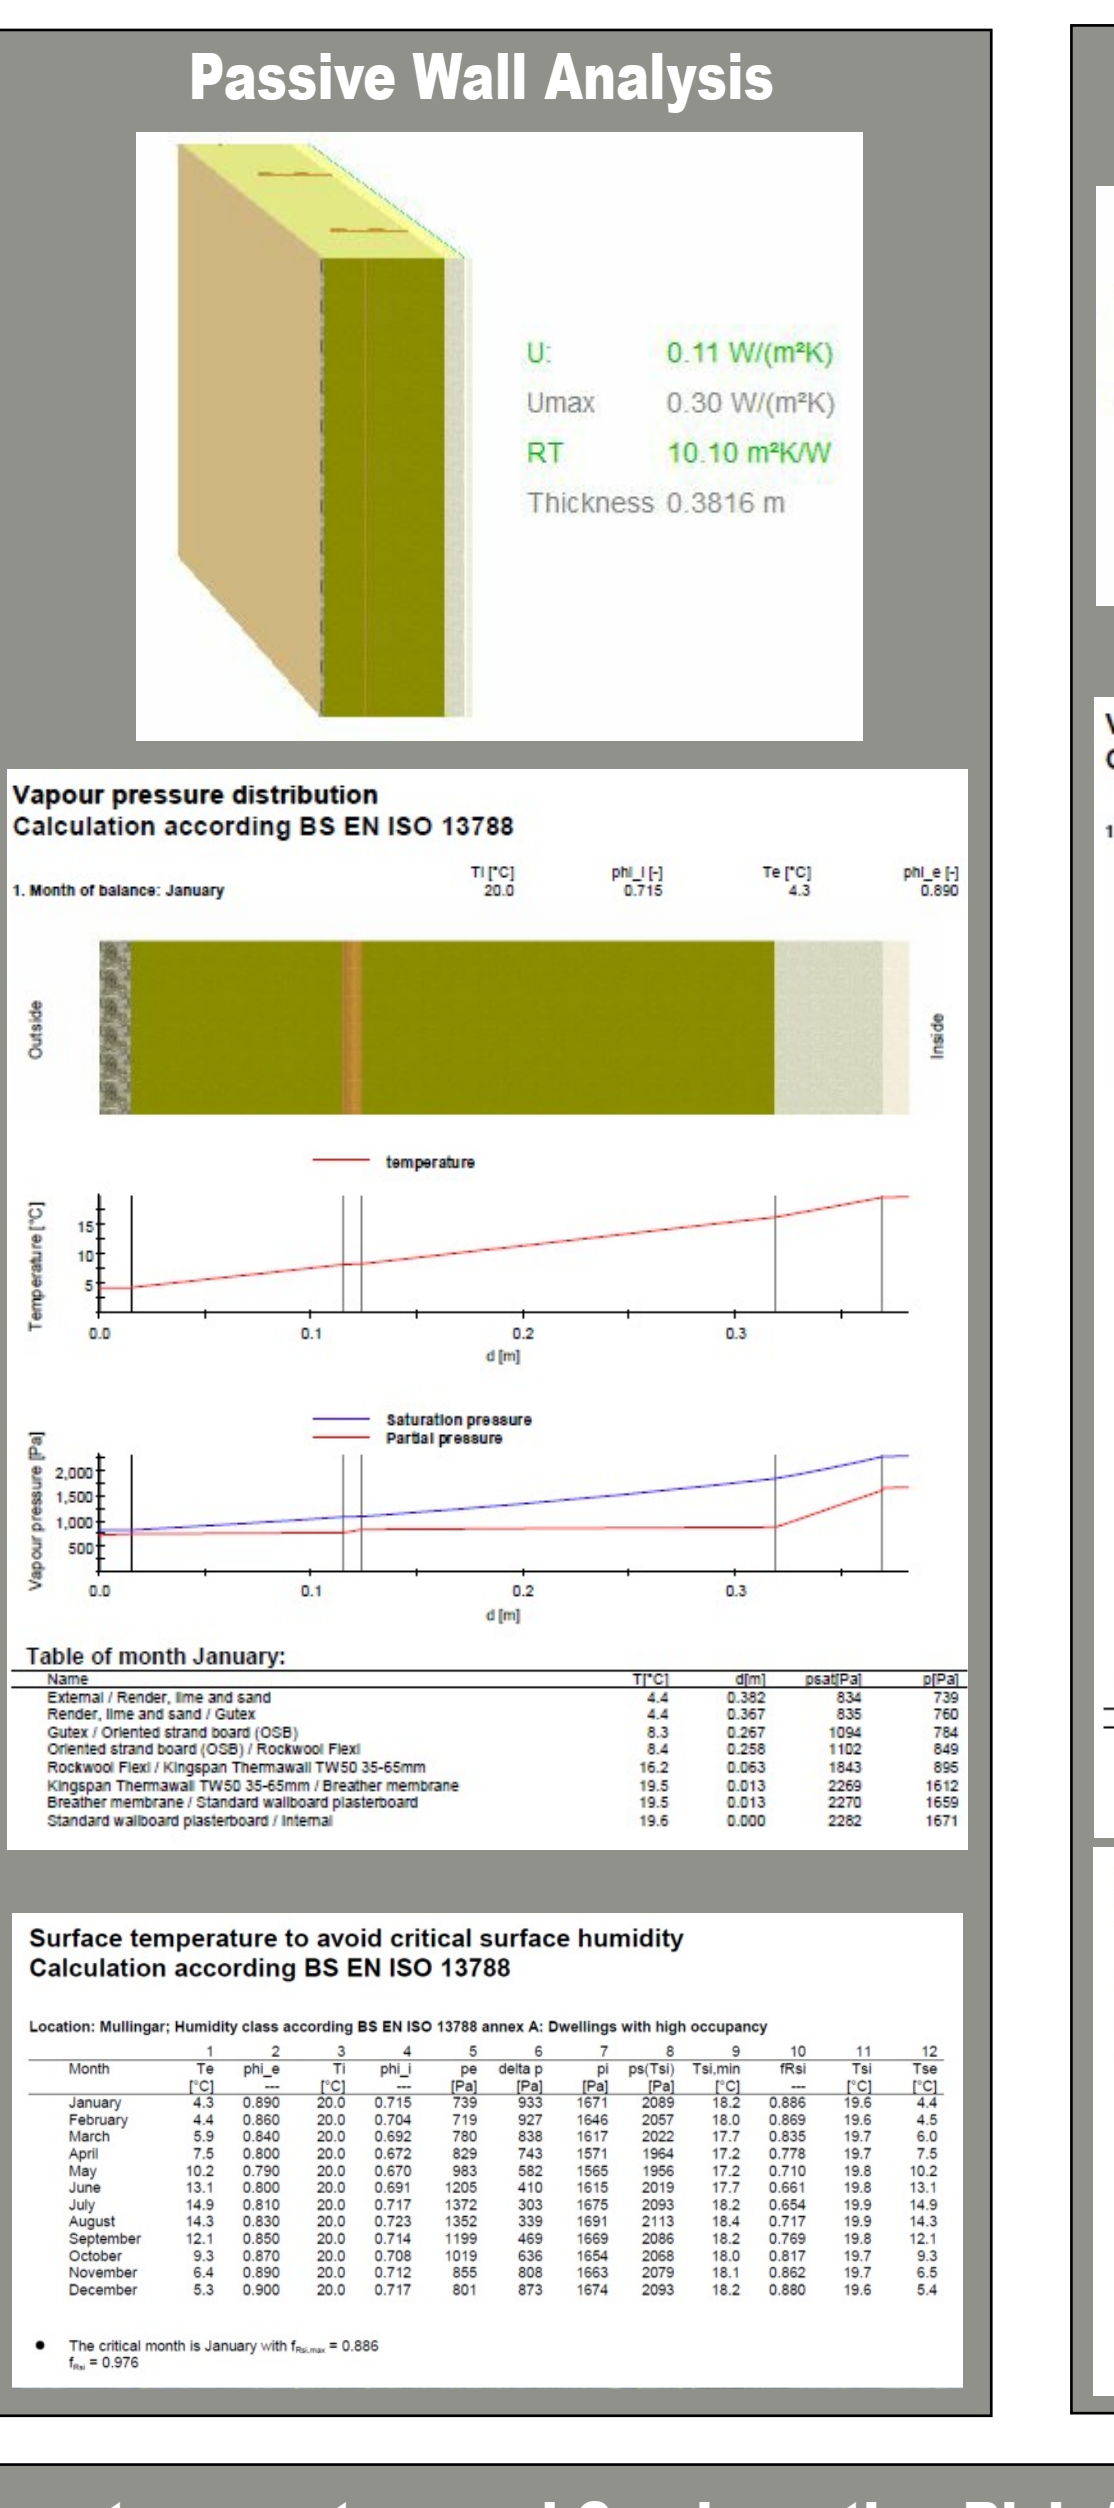 Passive Wall Analysis
U: 0.11 W/(m²K)
Umax 0.30 W/(m²K)
RT 10.10 m²K/W
Thickness 0.3816 m
Vapour pressure distribution
Calculation according BS EN ISO 13788
Ti [°C] phi_i [-] Te [°C] phi_e [-]
1. Month of balance: January 20.0 0.715 4.3 0.890
Outside
Inside
temperature
Temperature [°C]
15
10
5
0.0 0.1 0.2 0.3
d [m]
Saturation pressure
Partial pressure
Vapour pressure [Pa]
2,000
1,500
1,000
500
0.0 0.1 0.2 0.3
d [m]
Table of month January:
Name T[°C] d[m] psat[Pa] p[Pa]
External / Render, lime and sand 4.4 0.382 834 739
Render, lime and sand / Gutex 4.4 0.367 835 760
Gutex / Oriented strand board (OSB) 8.3 0.267 1094 784
Oriented strand board (OSB) / Rockwool Flexi 8.4 0.258 1102 849
Rockwool Flexi / Kingspan Thermawall TW50 35-65mm 16.2 0.063 1843 895
Kingspan Thermawall TW50 35-65mm / Breather membrane 19.5 0.013 2269 1612
Breather membrane / Standard wallboard plasterboard 19.5 0.013 2270 1659
Standard wallboard plasterboard / Internal 19.6 0.000 2282 1671
Surface temperature to avoid critical surface humidity
Calculation according BS EN ISO 13788
Location: Mullingar; Humidity class according BS EN ISO 13788 annex A: Dwellings with high occupancy
1 2 3 4 5 6 7 8 9 10 11 12
Month Te phi_e Ti phi_i pe delta p pi ps(Tsi) Tsi,min fRsi Tsi Tse
[°C] --- [°C] --- [Pa] [Pa] [Pa] [Pa] [°C] --- [°C] [°C]
January 4.3 0.890 20.0 0.715 739 933 1671 2089 18.2 0.886 19.6 4.4
February 4.4 0.860 20.0 0.704 719 927 1646 2057 18.0 0.869 19.6 4.5
March 5.9 0.840 20.0 0.692 780 838 1617 2022 17.7 0.835 19.7 6.0
April 7.5 0.800 20.0 0.672 829 743 1571 1964 17.2 0.778 19.7 7.5
May 10.2 0.790 20.0 0.670 983 582 1565 1956 17.2 0.710 19.8 10.2
June 13.1 0.800 20.0 0.691 1205 410 1615 2019 17.7 0.661 19.8 13.1
July 14.9 0.810 20.0 0.717 1372 303 1675 2093 18.2 0.654 19.9 14.9
August 14.3 0.830 20.0 0.723 1352 339 1691 2113 18.4 0.717 19.9 14.3
September 12.1 0.850 20.0 0.714 1199 469 1669 2086 18.2 0.769 19.8 12.1
October 9.3 0.870 20.0 0.708 1019 636 1654 2068 18.0 0.817 19.7 9.3
November 6.4 0.890 20.0 0.712 855 808 1663 2079 18.1 0.862 19.7 6.5
December 5.3 0.900 20.0 0.717 801 873 1674 2093 18.2 0.880 19.6 5.4
● The critical month is January with fRsi,max = 0.886
fRsi = 0.976